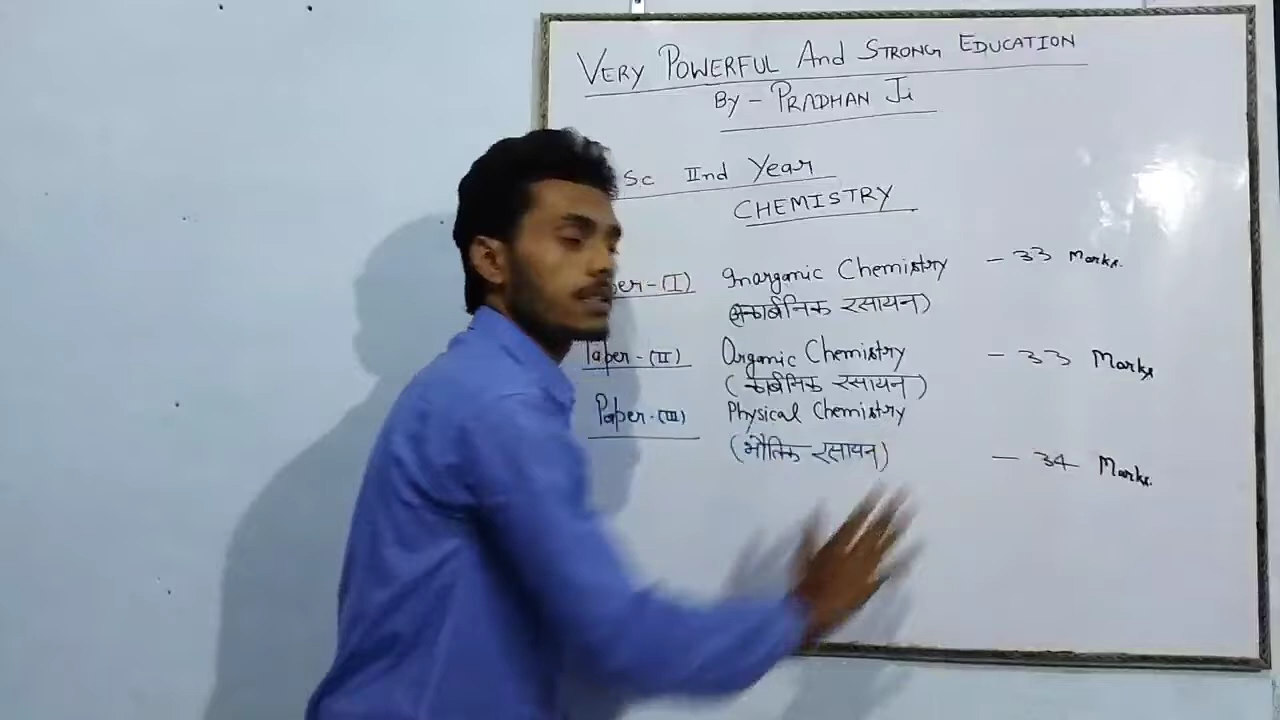 VERY POWERFUL And STRONG EDUCATION
By - PRADHAN Ji
Sc IInd Year
CHEMISTRY
per-(I) Inorganic Chemistry - 33 Marks.
(अकार्बनिक रसायन)
Paper-(II) Organic Chemistry - 33 Marks
(कार्बनिक रसायन)
Paper-(III) Physical Chemistry
(भौतिक रसायन) - 34 Marks.